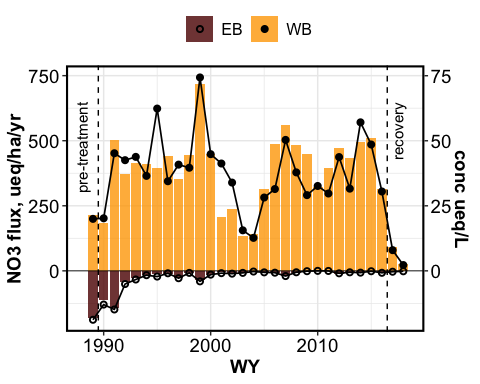 EB WB
750
500
250
0
75
50
25
0
pre-treatment
recovery
NO3 flux, ueq/ha/yr
conc ueq/L
1990 2000 2010
WY